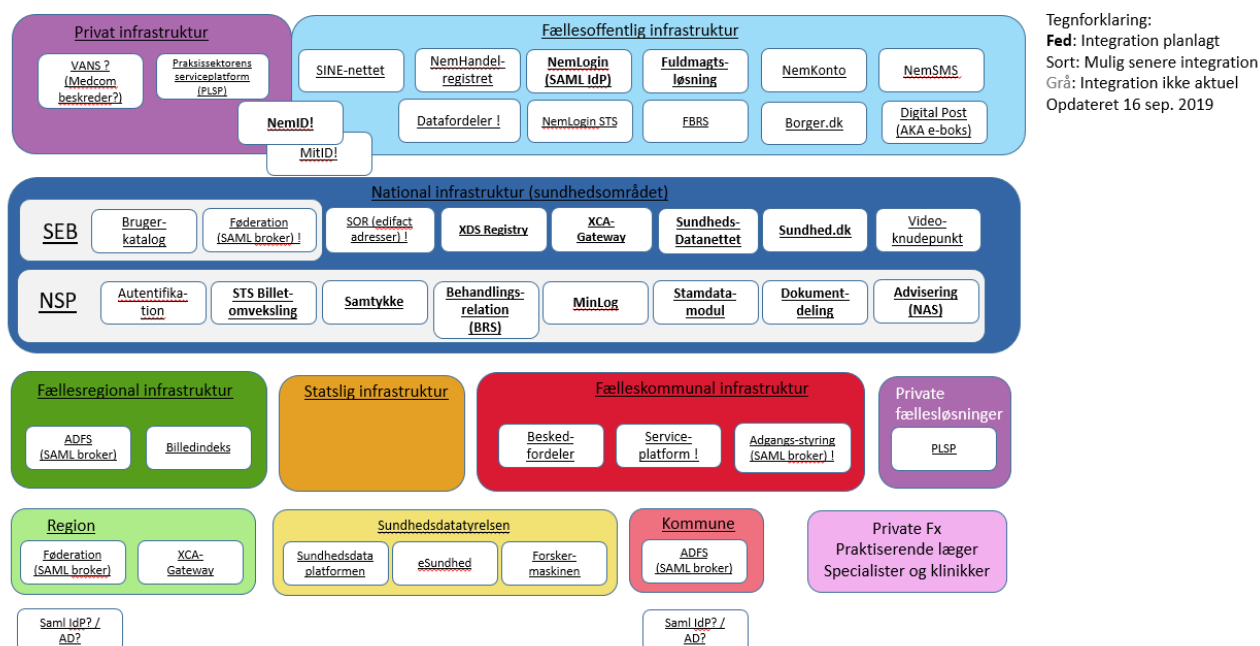 Privat infrastruktur
VANS ?
(Medcom
beskreder?)
Praksissektorens
serviceplatform
(PLSP)
NemID!
MitID!
Fællesoffentlig infrastruktur
SINE-nettet
NemHandel-
registret
NemLogin
(SAML IdP)
Fuldmagts-
løsning
NemKonto
NemSMS
Datafordeler !
NemLogin STS
FBRS
Borger.dk
Digital Post
(AKA e-boks)
Tegnforklaring:
Fed: Integration planlagt
Sort: Mulig senere integration
Grå: Integration ikke aktuel
Opdateret 16 sep. 2019
National infrastruktur (sundhedsområdet)
SEB
Bruger-
katalog
Føderation
(SAML broker) !
SOR (edifact
adresser) !
XDS Registry
XCA-
Gateway
Sundheds-
Datanettet
Sundhed.dk
Video-
knudepunkt
NSP
Autentifika-
tion
STS Billet-
omveksling
Samtykke
Behandlings-
relation
(BRS)
MinLog
Stamdata-
modul
Dokument-
deling
Advisering
(NAS)
Fællesregional infrastruktur
ADFS
(SAML broker)
Billedindeks
Statslig infrastruktur
Fælleskommunal infrastruktur
Besked-
fordeler
Service-
platform !
Adgangs-styring
(SAML broker) !
Private
fællesløsninger
PLSP
Region
Føderation
(SAML broker)
XCA-
Gateway
Sundhedsdatatyrelsen
Sundhedsdata
platformen
eSundhed
Forsker-
maskinen
Kommune
ADFS
(SAML broker)
Private Fx
Praktiserende læger
Specialister og klinikker
Saml IdP? /
AD?
Saml IdP? /
AD?